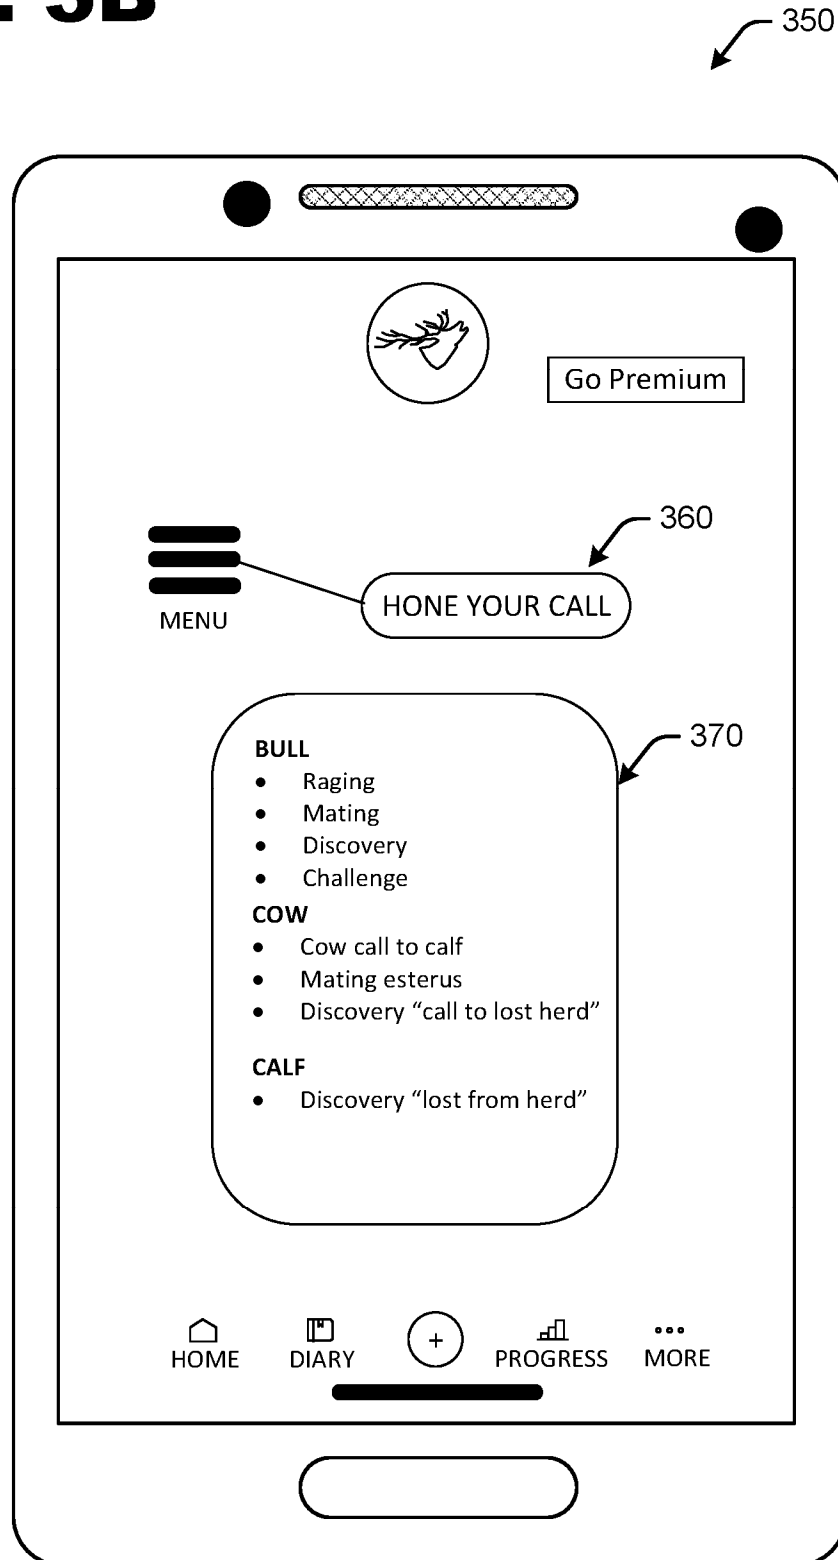 . 3B
350
Go Premium
360
MENU
HONE YOUR CALL
370
BULL
• Raging
• Mating
• Discovery
• Challenge
COW
• Cow call to calf
• Mating esterus
• Discovery “call to lost herd”
CALF
• Discovery “lost from herd”
HOME DIARY + PROGRESS MORE